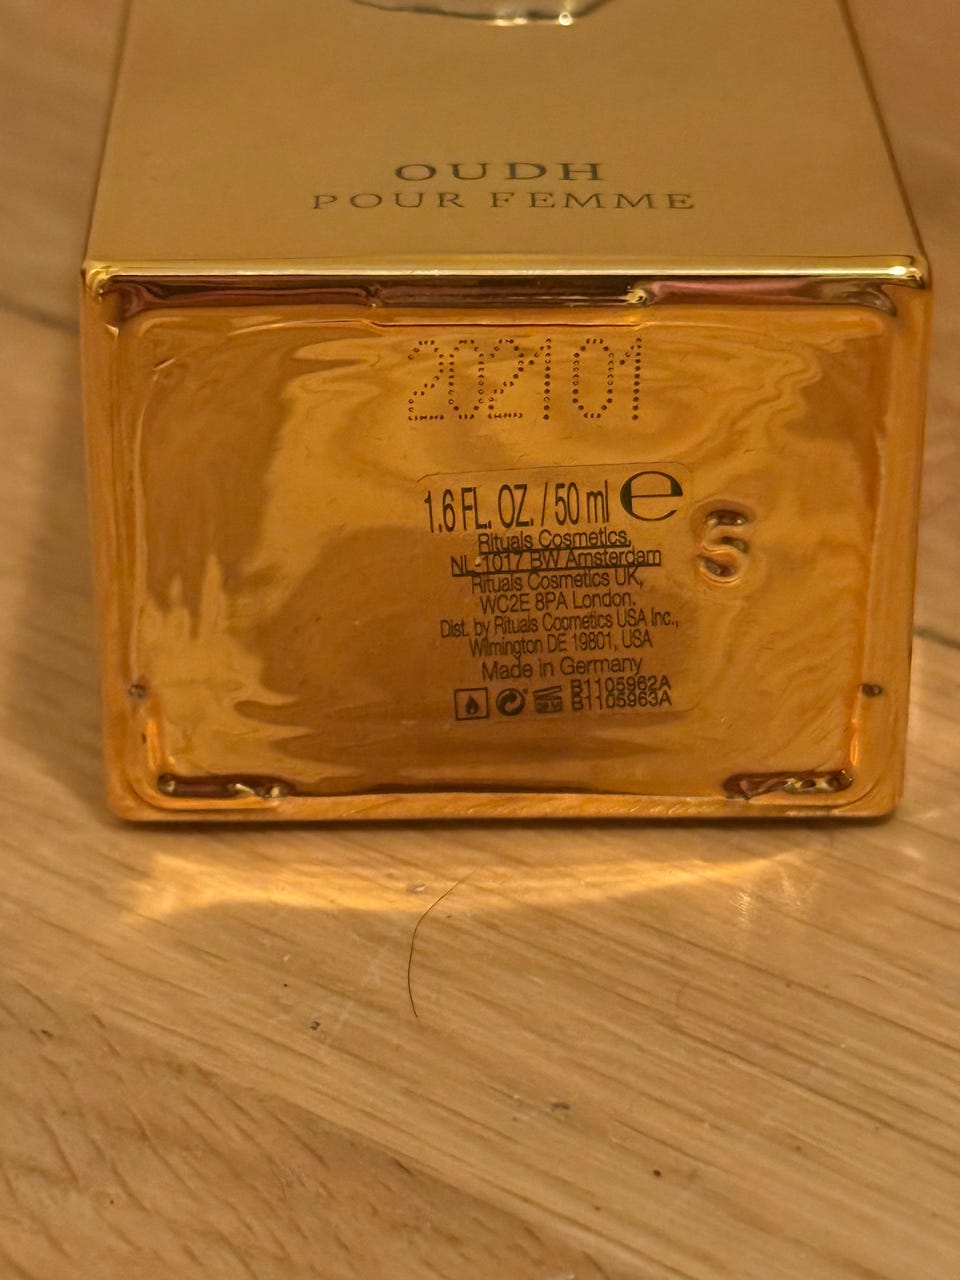 OUDH
POUR FEMME
202101
1.6 FL. OZ. / 50 ml e
Rituals Cosmetics,
NL-1017 BW Amsterdam
Rituals Cosmetics UK,
WC2E 8PA London.
Dist. by Rituals Cosmetics USA Inc.,
Wilmington DE 19801, USA
Made in Germany
B1105962A
B1105963A